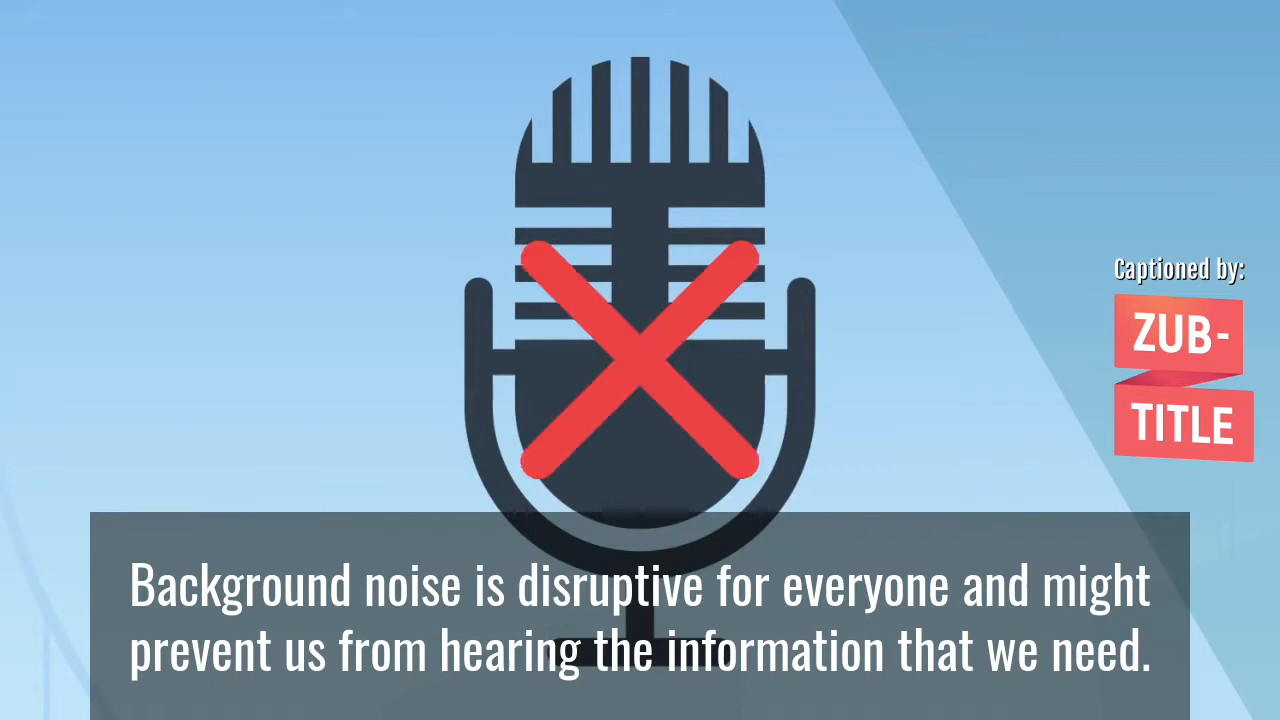 Captioned by:
ZUB-
TITLE
Background noise is disruptive for everyone and might
prevent us from hearing the information that we need.